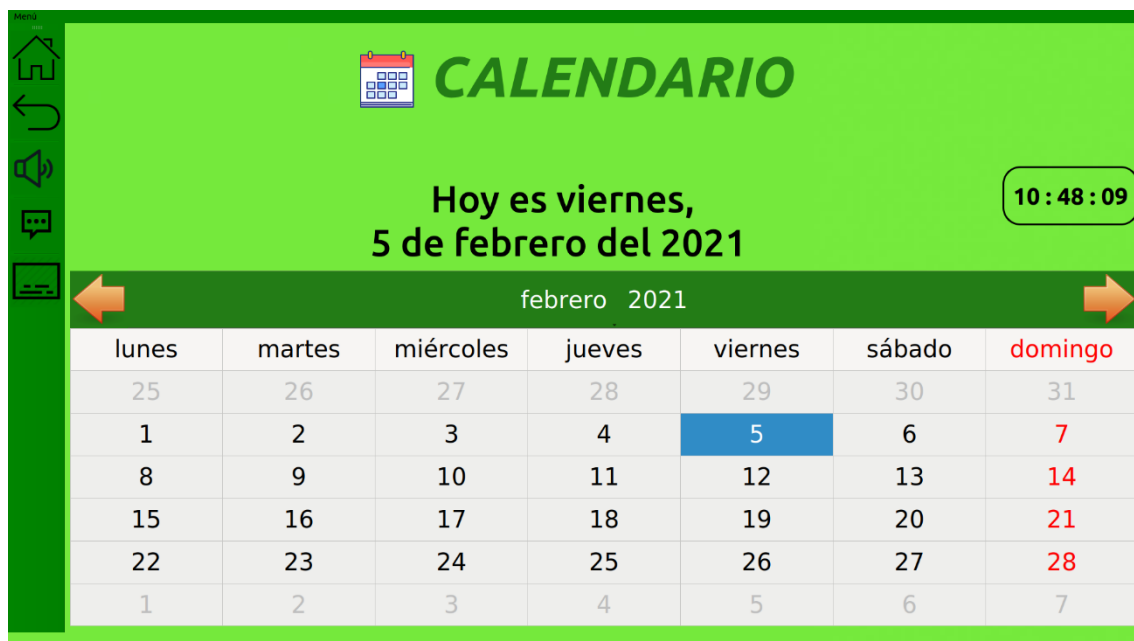 Menú
CALENDARIO
Hoy es viernes,
5 de febrero del 2021
10 : 48 : 09
febrero 2021
lunes martes miércoles jueves viernes sábado domingo
25 26 27 28 29 30 31
1 2 3 4 5 6 7
8 9 10 11 12 13 14
15 16 17 18 19 20 21
22 23 24 25 26 27 28
1 2 3 4 5 6 7